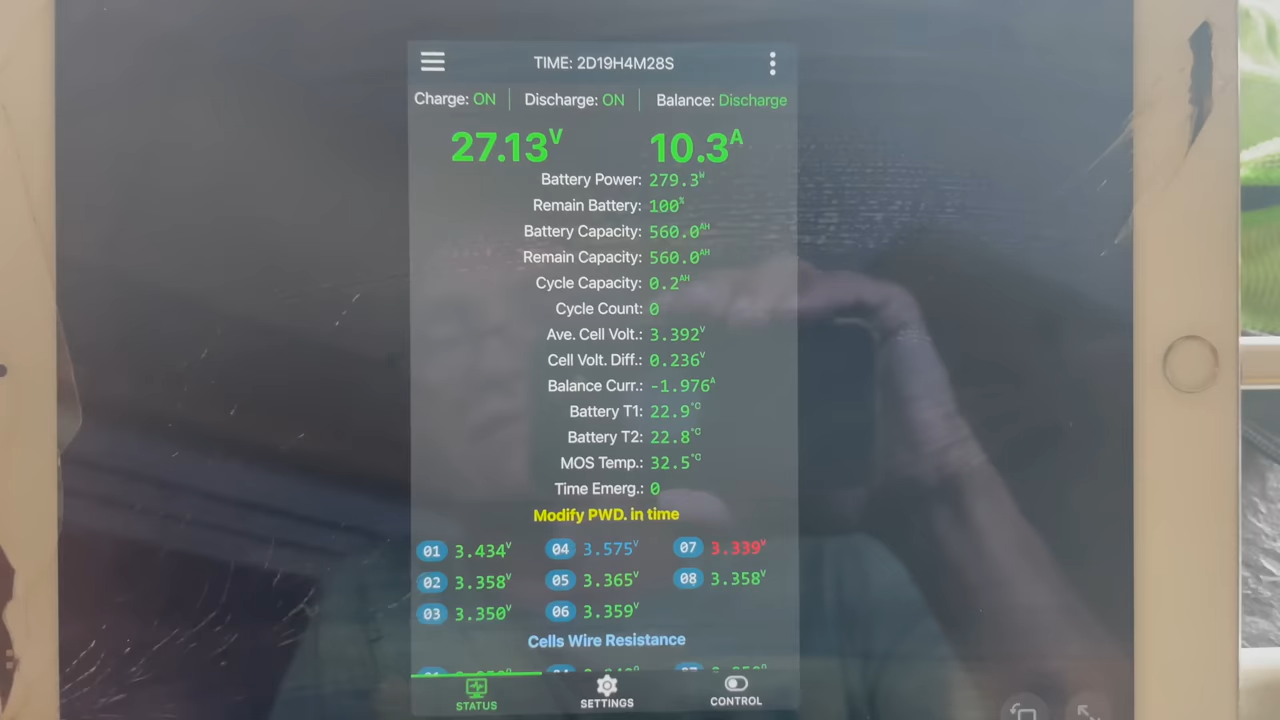 TIME: 2D19H4M28S
Charge: ON Discharge: ON Balance: Discharge
27.13V 10.3A
Battery Power: 279.3W
Remain Battery: 100%
Battery Capacity: 560.0AH
Remain Capacity: 560.0AH
Cycle Capacity: 0.2AH
Cycle Count: 0
Ave. Cell Volt.: 3.392V
Cell Volt. Diff.: 0.236V
Balance Curr.: -1.976A
Battery T1: 22.9°C
Battery T2: 22.8°C
MOS Temp.: 32.5°C
Time Emerg.: 0
Modify PWD. in time
01 3.434V 04 3.575V 07 3.339V
02 3.358V 05 3.365V 08 3.358V
03 3.350V 06 3.359V
Cells Wire Resistance
STATUS SETTINGS CONTROL